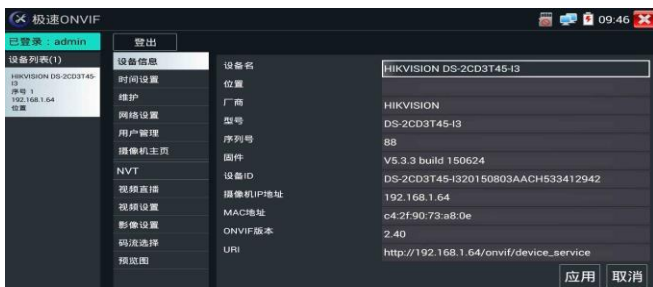 极速ONVIF
09:46
已登录：admin
登出
设备列表(1)
HIKVISION DS-2CD3T45-
I3
序号 1
192.168.1.64
位置
设备信息
时间设置
维护
网络设置
用户管理
摄像机主页
NVT
视频直播
视频设置
影像设置
码流选择
预览图
设备名 HIKVISION DS-2CD3T45-I3
位置
厂商 HIKVISION
型号 DS-2CD3T45-I3
序列号 88
固件 V5.3.3 build 150624
设备ID DS-2CD3T45-I320150803AACH533412942
摄像机IP地址 192.168.1.64
MAC地址 c4:2f:90:73:a8:0e
ONVIF版本 2.40
URI http://192.168.1.64/onvif/device_service
应用 取消